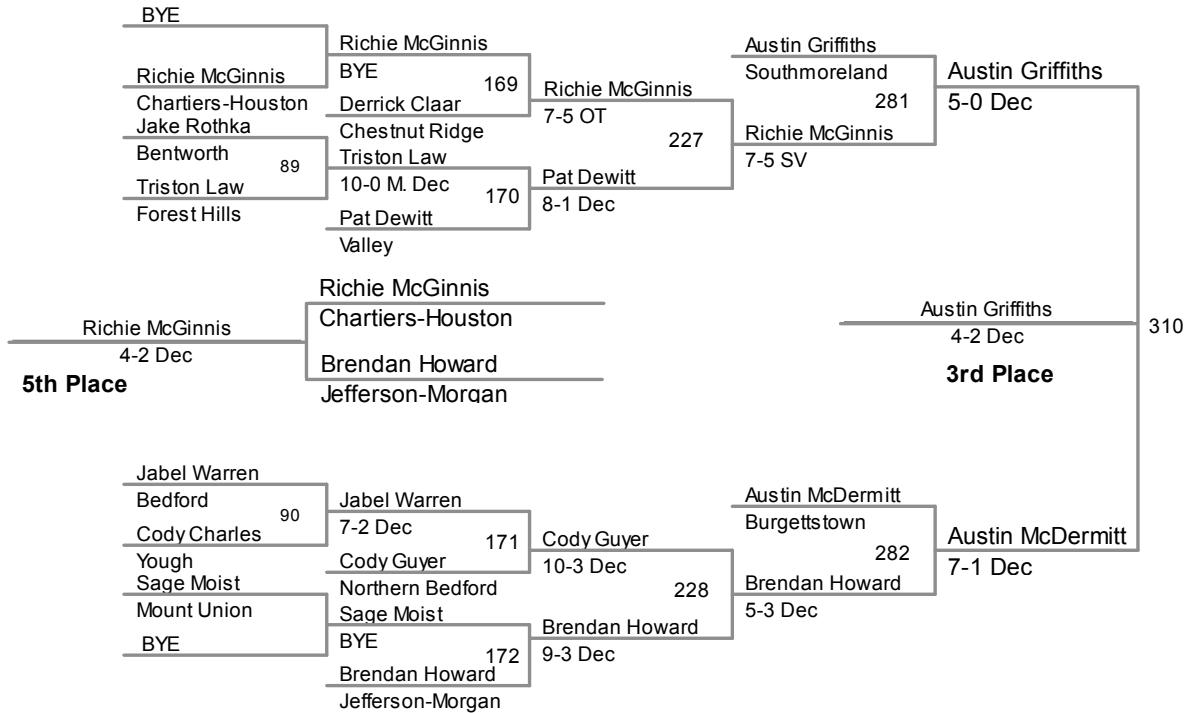 BYE
Richie McGinnis
Austin Griffiths
BYE
Southmoreland
Austin Griffiths
Richie McGinnis
169
Richie McGinnis
281
5-0 Dec
Chartiers-Houston
Derrick Claar
7-5 OT
Jake Rothka
Chestnut Ridge
227
Richie McGinnis
Bentworth
89
Triston Law
7-5 SV
Triston Law
10-0 M. Dec
170
Pat Dewitt
Forest Hills
Pat Dewitt
8-1 Dec
Valley
Richie McGinnis
Chartiers-Houston
Austin Griffiths
Richie McGinnis
310
4-2 Dec
4-2 Dec
Brendan Howard
5th Place
3rd Place
Jefferson-Morgan
Jabel Warren
Bedford
90
Jabel Warren
Austin McDermitt
Cody Charles
7-2 Dec
171
Cody Guyer
Burgettstown
Austin McDermitt
Yough
Cody Guyer
10-3 Dec
282
7-1 Dec
Sage Moist
Northern Bedford
228
Brendan Howard
Mount Union
Sage Moist
5-3 Dec
BYE
BYE
172
Brendan Howard
Brendan Howard
9-3 Dec
Jefferson-Morgan